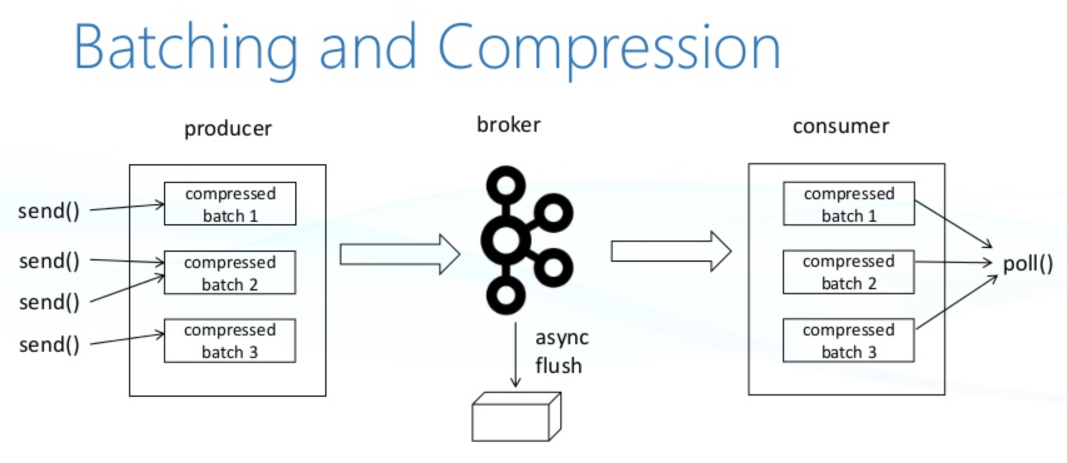 Batching and Compression
producer
broker
consumer
send()
send()
send()
send()
compressed
batch 1
compressed
batch 2
compressed
batch 3
async
flush
compressed
batch 1
compressed
batch 2
compressed
batch 3
poll()